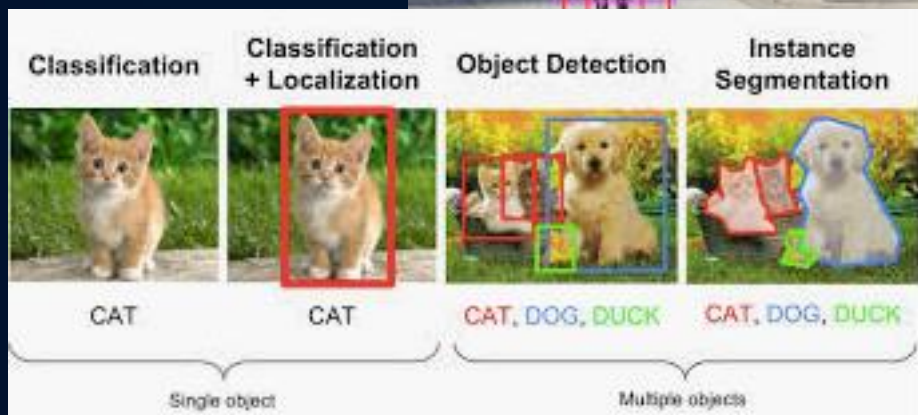 Classification
Classification
+ Localization
Object Detection
Instance
Segmentation
CAT
CAT
CAT, DOG, DUCK
CAT, DOG, DUCK
Single object
Multiple objects